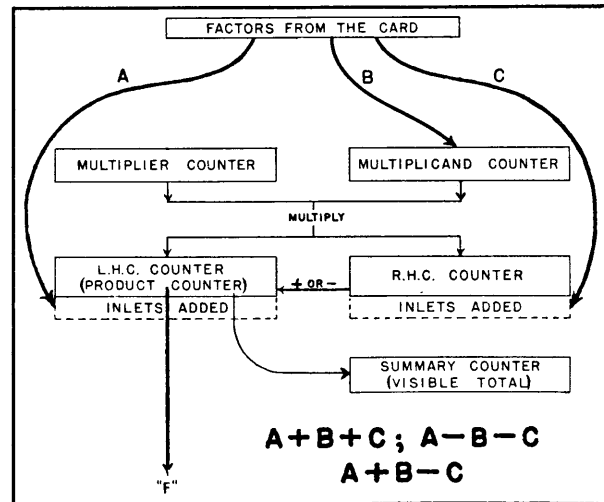 FACTORS FROM THE CARD
A
B
C
MULTIPLIER COUNTER
MULTIPLICAND COUNTER
MULTIPLY
L.H.C. COUNTER
(PRODUCT COUNTER)
+ OR -
R.H.C. COUNTER
INLETS ADDED
INLETS ADDED
SUMMARY COUNTER
(VISIBLE TOTAL)
A+B+C; A-B-C
A+B-C
"F"